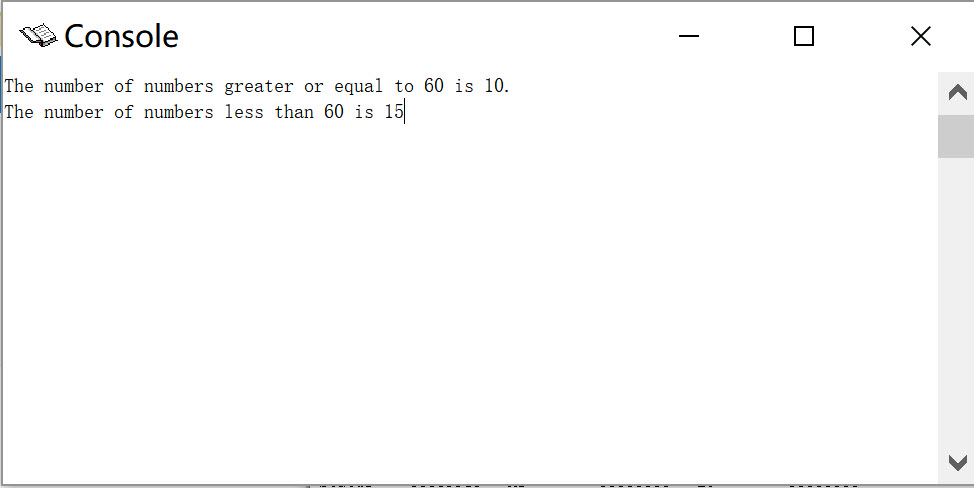 Console
The number of numbers greater or equal to 60 is 10.
The number of numbers less than 60 is 15